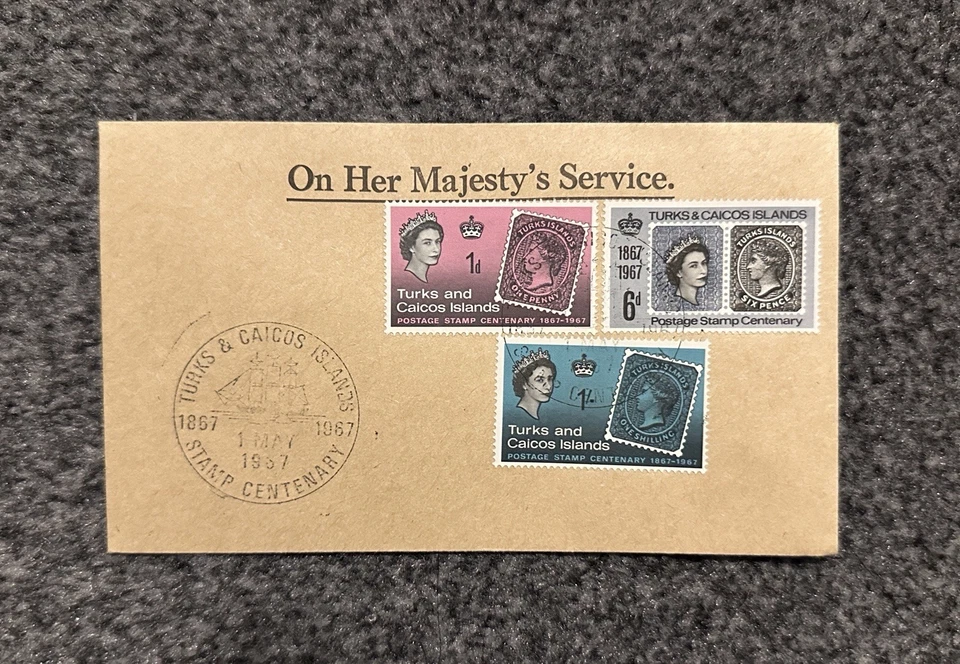 On Her Majesty's Service.
1d
TURKS ISLANDS
ONE PENNY
Turks and
Caicos Islands
POSTAGE STAMP CENTENARY 1867-1967
TURKS & CAICOS ISLANDS
1867
1967
6d
TURKS ISLANDS
SIX PENCE
Postage Stamp Centenary
1/-
TURKS ISLANDS
ONE SHILLING
Turks and
Caicos Islands
POSTAGE STAMP CENTENARY 1867-1967
TURKS & CAICOS ISLANDS
1867 1967
1 MAY
1967
STAMP CENTENARY